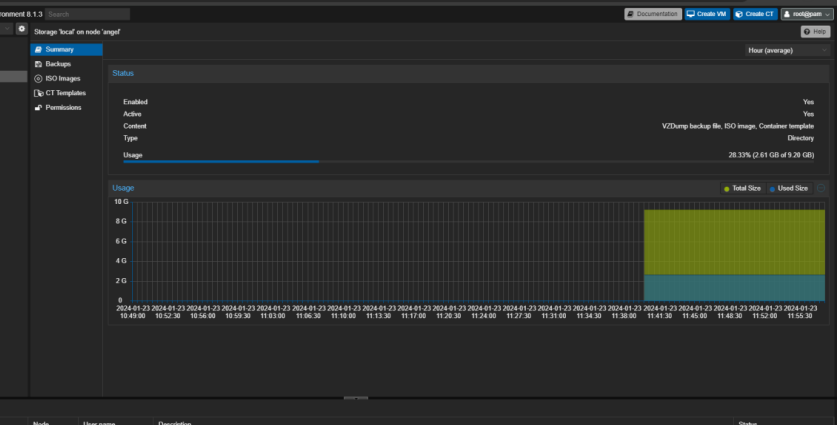 ronment 8.1.3 Search Documentation Create VM Create CT root@pam
Storage 'local' on node 'angel' Help
Summary
Hour (average)
Backups
ISO Images
CT Templates
Permissions
Status
Enabled Yes
Active Yes
Content VZDump backup file, ISO image, Container template
Type Directory
Usage 28.33% (2.61 GB of 9.20 GB)
Usage Total Size Used Size
10 G
8 G
6 G
4 G
2 G
0
2024-01-23 2024-01-23 2024-01-23 2024-01-23 2024-01-23 2024-01-23 2024-01-23 2024-01-23 2024-01-23 2024-01-23 2024-01-23 2024-01-23 2024-01-23 2024-01-23 2024-01-23 2024-01-23 2024-01-23 2024-01-23 2024-01-23 2024-01-23
10:49:00 10:52:30 10:56:00 10:59:30 11:03:00 11:06:30 11:10:00 11:13:30 11:17:00 11:20:30 11:24:00 11:27:30 11:31:00 11:34:30 11:38:00 11:41:30 11:45:00 11:48:30 11:52:00 11:55:30
Node User name Description Status